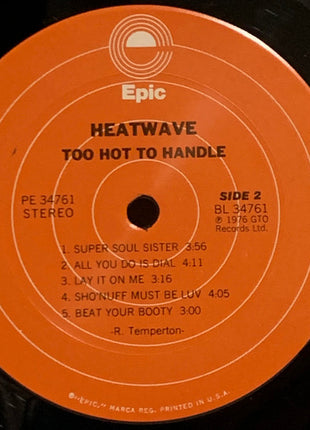 Epic
HEATWAVE
TOO HOT TO HANDLE
PE 34761
STEREO
SIDE 2
BL 34761
℗ 1976 GTO
Records Ltd.
1. SUPER SOUL SISTER 3:56
2. ALL YOU DO IS DIAL 4:11
3. LAY IT ON ME 3:16
4. SHO'NUFF MUST BE LUV 4:05
5. BEAT YOUR BOOTY 3:00
-R. Temperton-
®"EPIC," MARCA REG. PRINTED IN U.S.A.